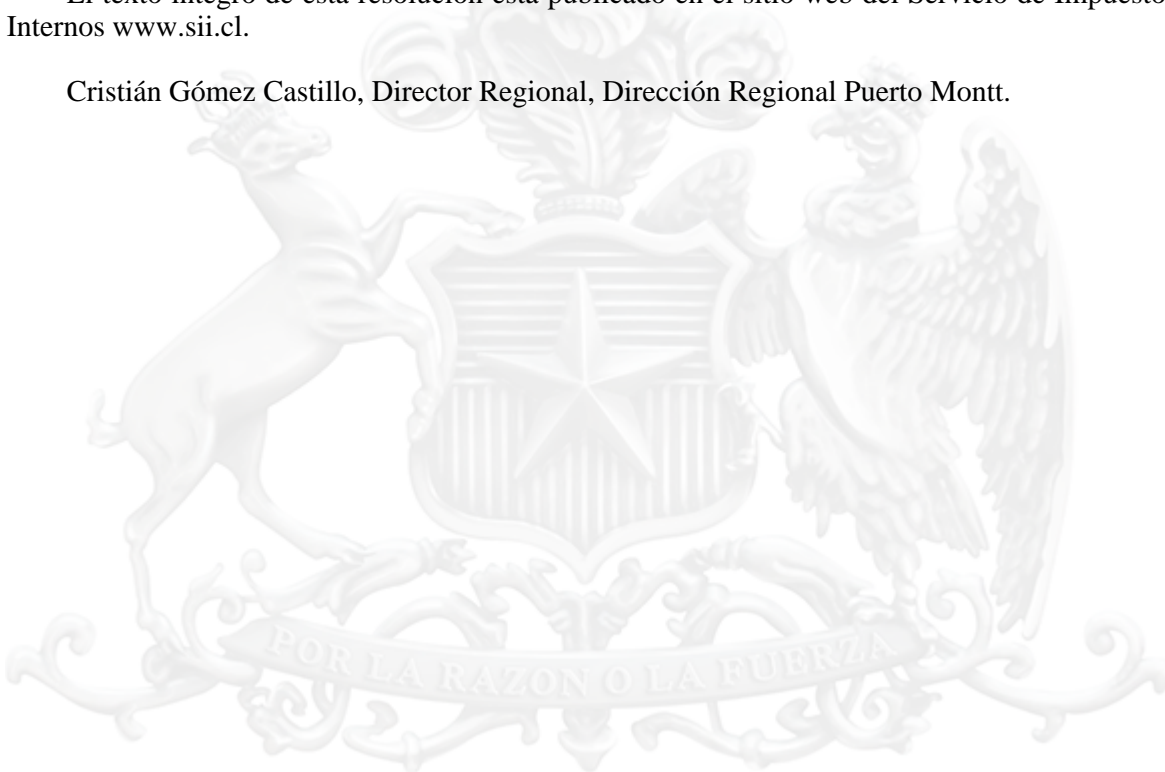 El texto íntegro de esta resolución está publicado en el sitio web del Servicio de Impuesto
Internos www.sii.cl.
Cristián Gómez Castillo, Director Regional, Dirección Regional Puerto Montt.
POR LA RAZON O LA FUERZA